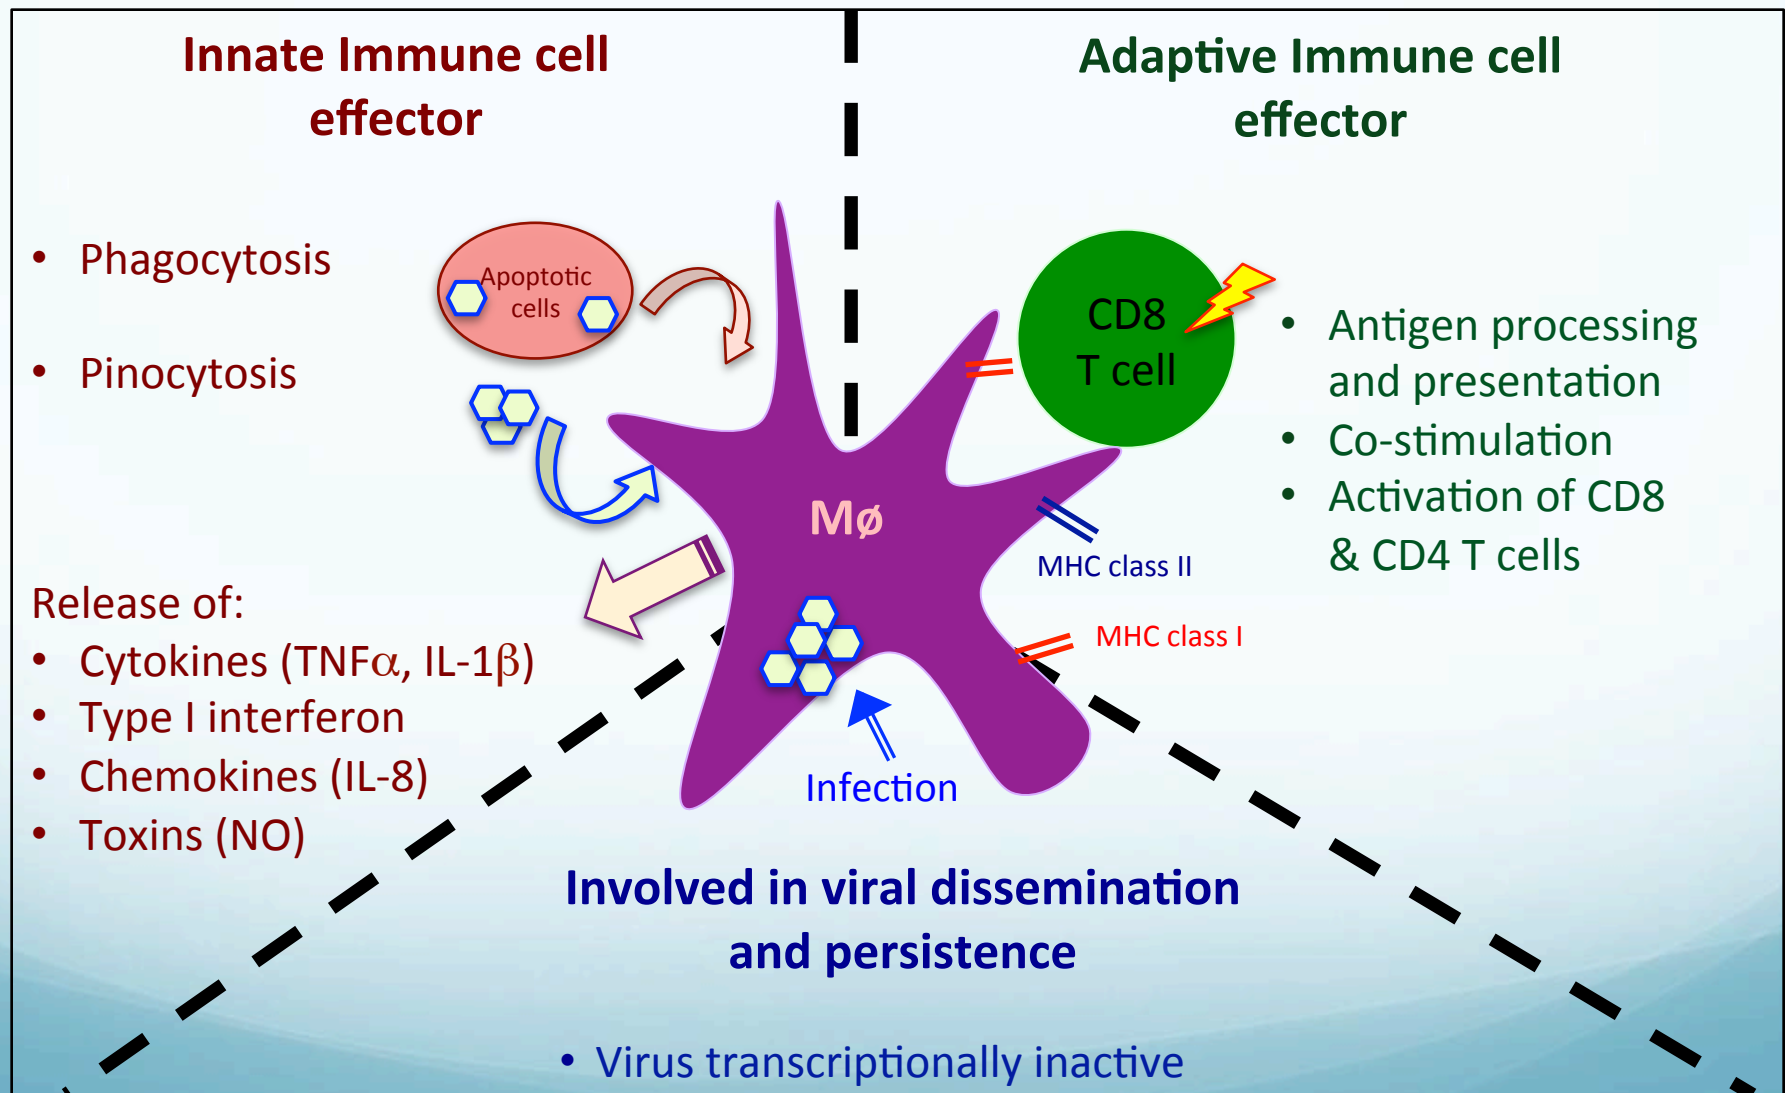 Innate Immune cell
effector
• Phagocytosis
• Pinocytosis
Apoptotic
cells
Release of:
• Cytokines (TNFα, IL-1β)
• Type I interferon
• Chemokines (IL-8)
• Toxins (NO)
Adaptive Immune cell
effector
CD8
T cell
• Antigen processing
and presentation
• Co-stimulation
• Activation of CD8
& CD4 T cells
Mø
MHC class II
MHC class I
Infection
Involved in viral dissemination
and persistence
• Virus transcriptionally inactive